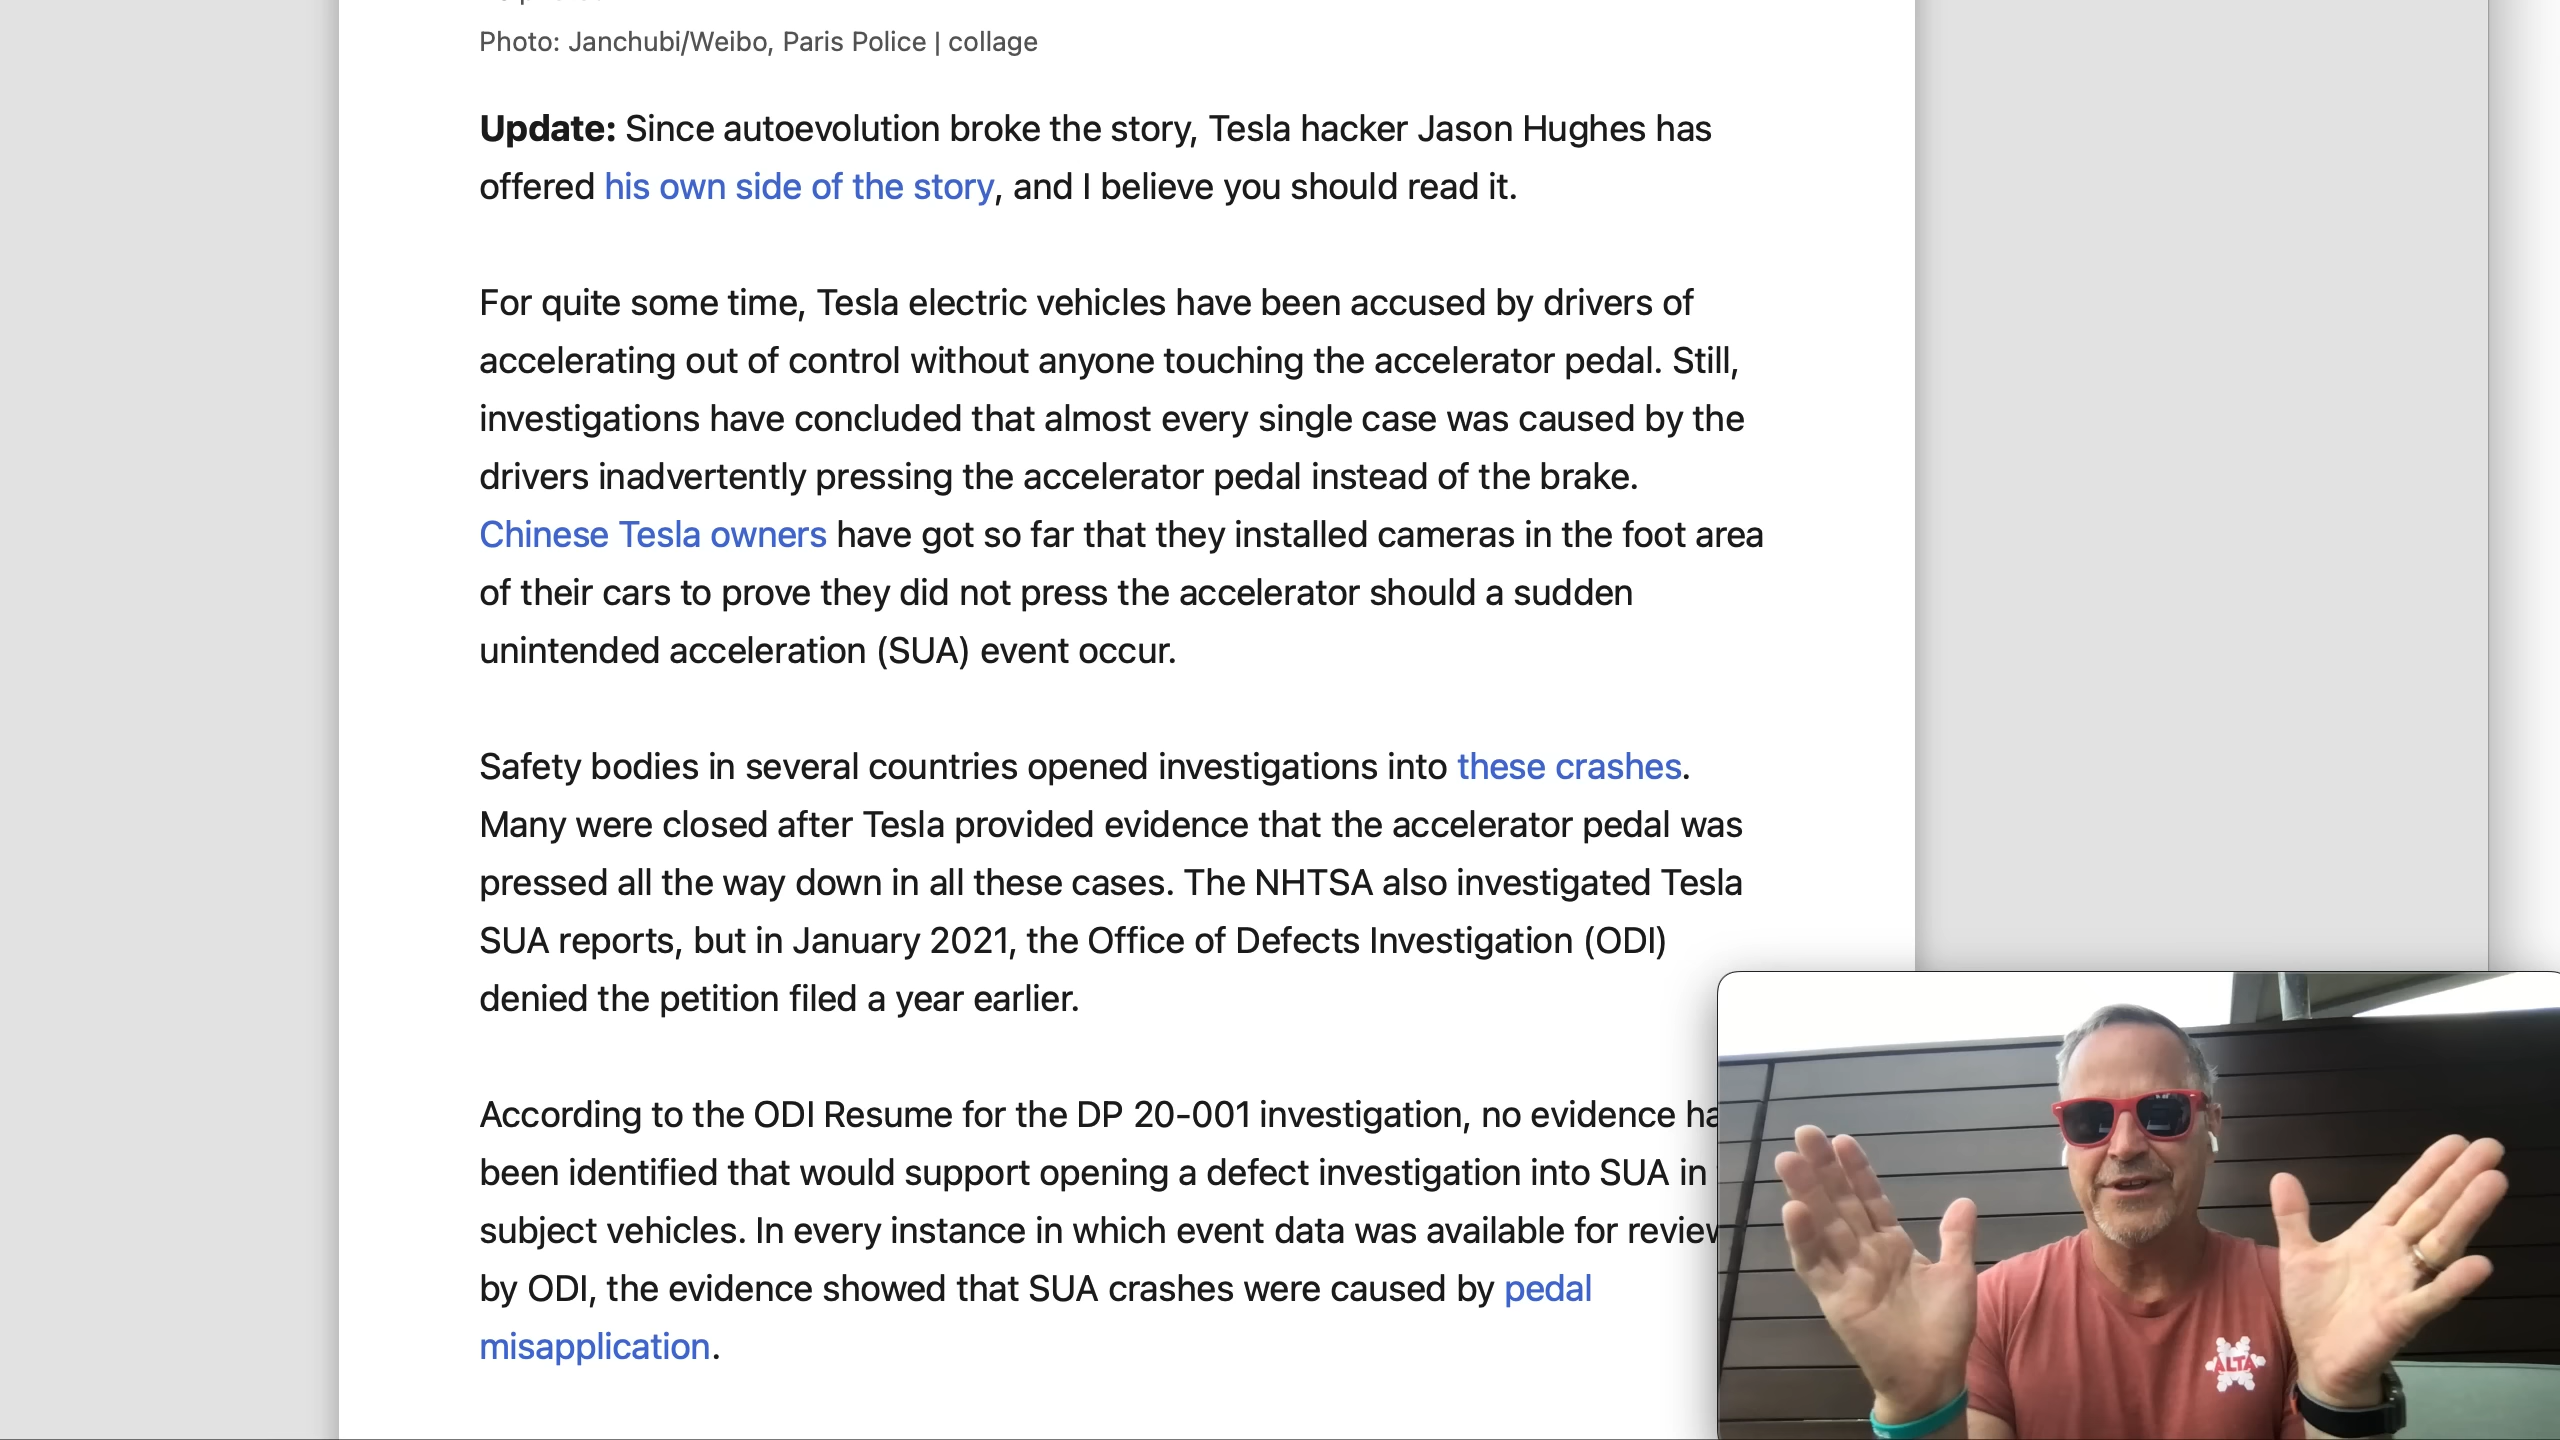 Photo: Janchubi/Weibo, Paris Police | collage
Update: Since autoevolution broke the story, Tesla hacker Jason Hughes has
offered his own side of the story, and I believe you should read it.
For quite some time, Tesla electric vehicles have been accused by drivers of
accelerating out of control without anyone touching the accelerator pedal. Still,
investigations have concluded that almost every single case was caused by the
drivers inadvertently pressing the accelerator pedal instead of the brake.
Chinese Tesla owners have got so far that they installed cameras in the foot area
of their cars to prove they did not press the accelerator should a sudden
unintended acceleration (SUA) event occur.
Safety bodies in several countries opened investigations into these crashes.
Many were closed after Tesla provided evidence that the accelerator pedal was
pressed all the way down in all these cases. The NHTSA also investigated Tesla
SUA reports, but in January 2021, the Office of Defects Investigation (ODI)
denied the petition filed a year earlier.
According to the ODI Resume for the DP 20-001 investigation, no evidence ha
been identified that would support opening a defect investigation into SUA in
subject vehicles. In every instance in which event data was available for review
by ODI, the evidence showed that SUA crashes were caused by pedal
misapplication.
ALTA